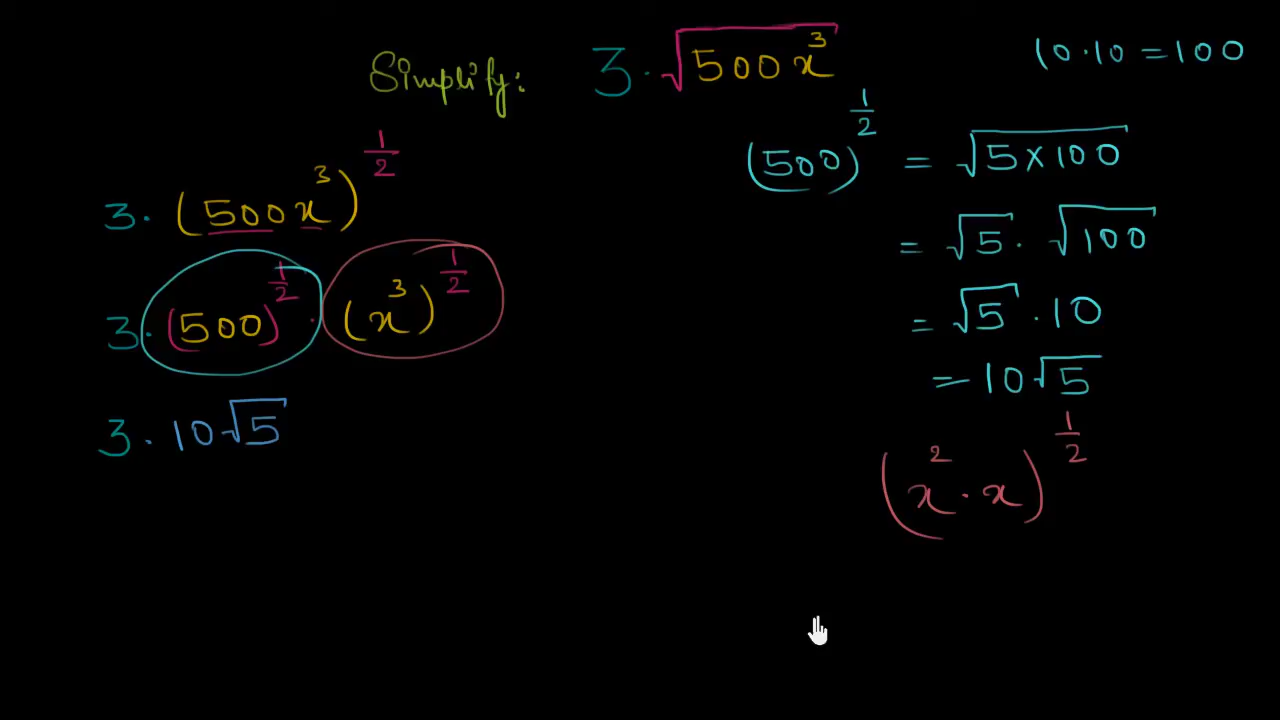 Simplify: 3·√500x³
10·10 = 100
3·(500x³)^½
3·(500)^½·(x³)^½
3·10√5
(500)^½ = √5×100
= √5·√100
= √5·10
= 10√5
(x²·x)^½